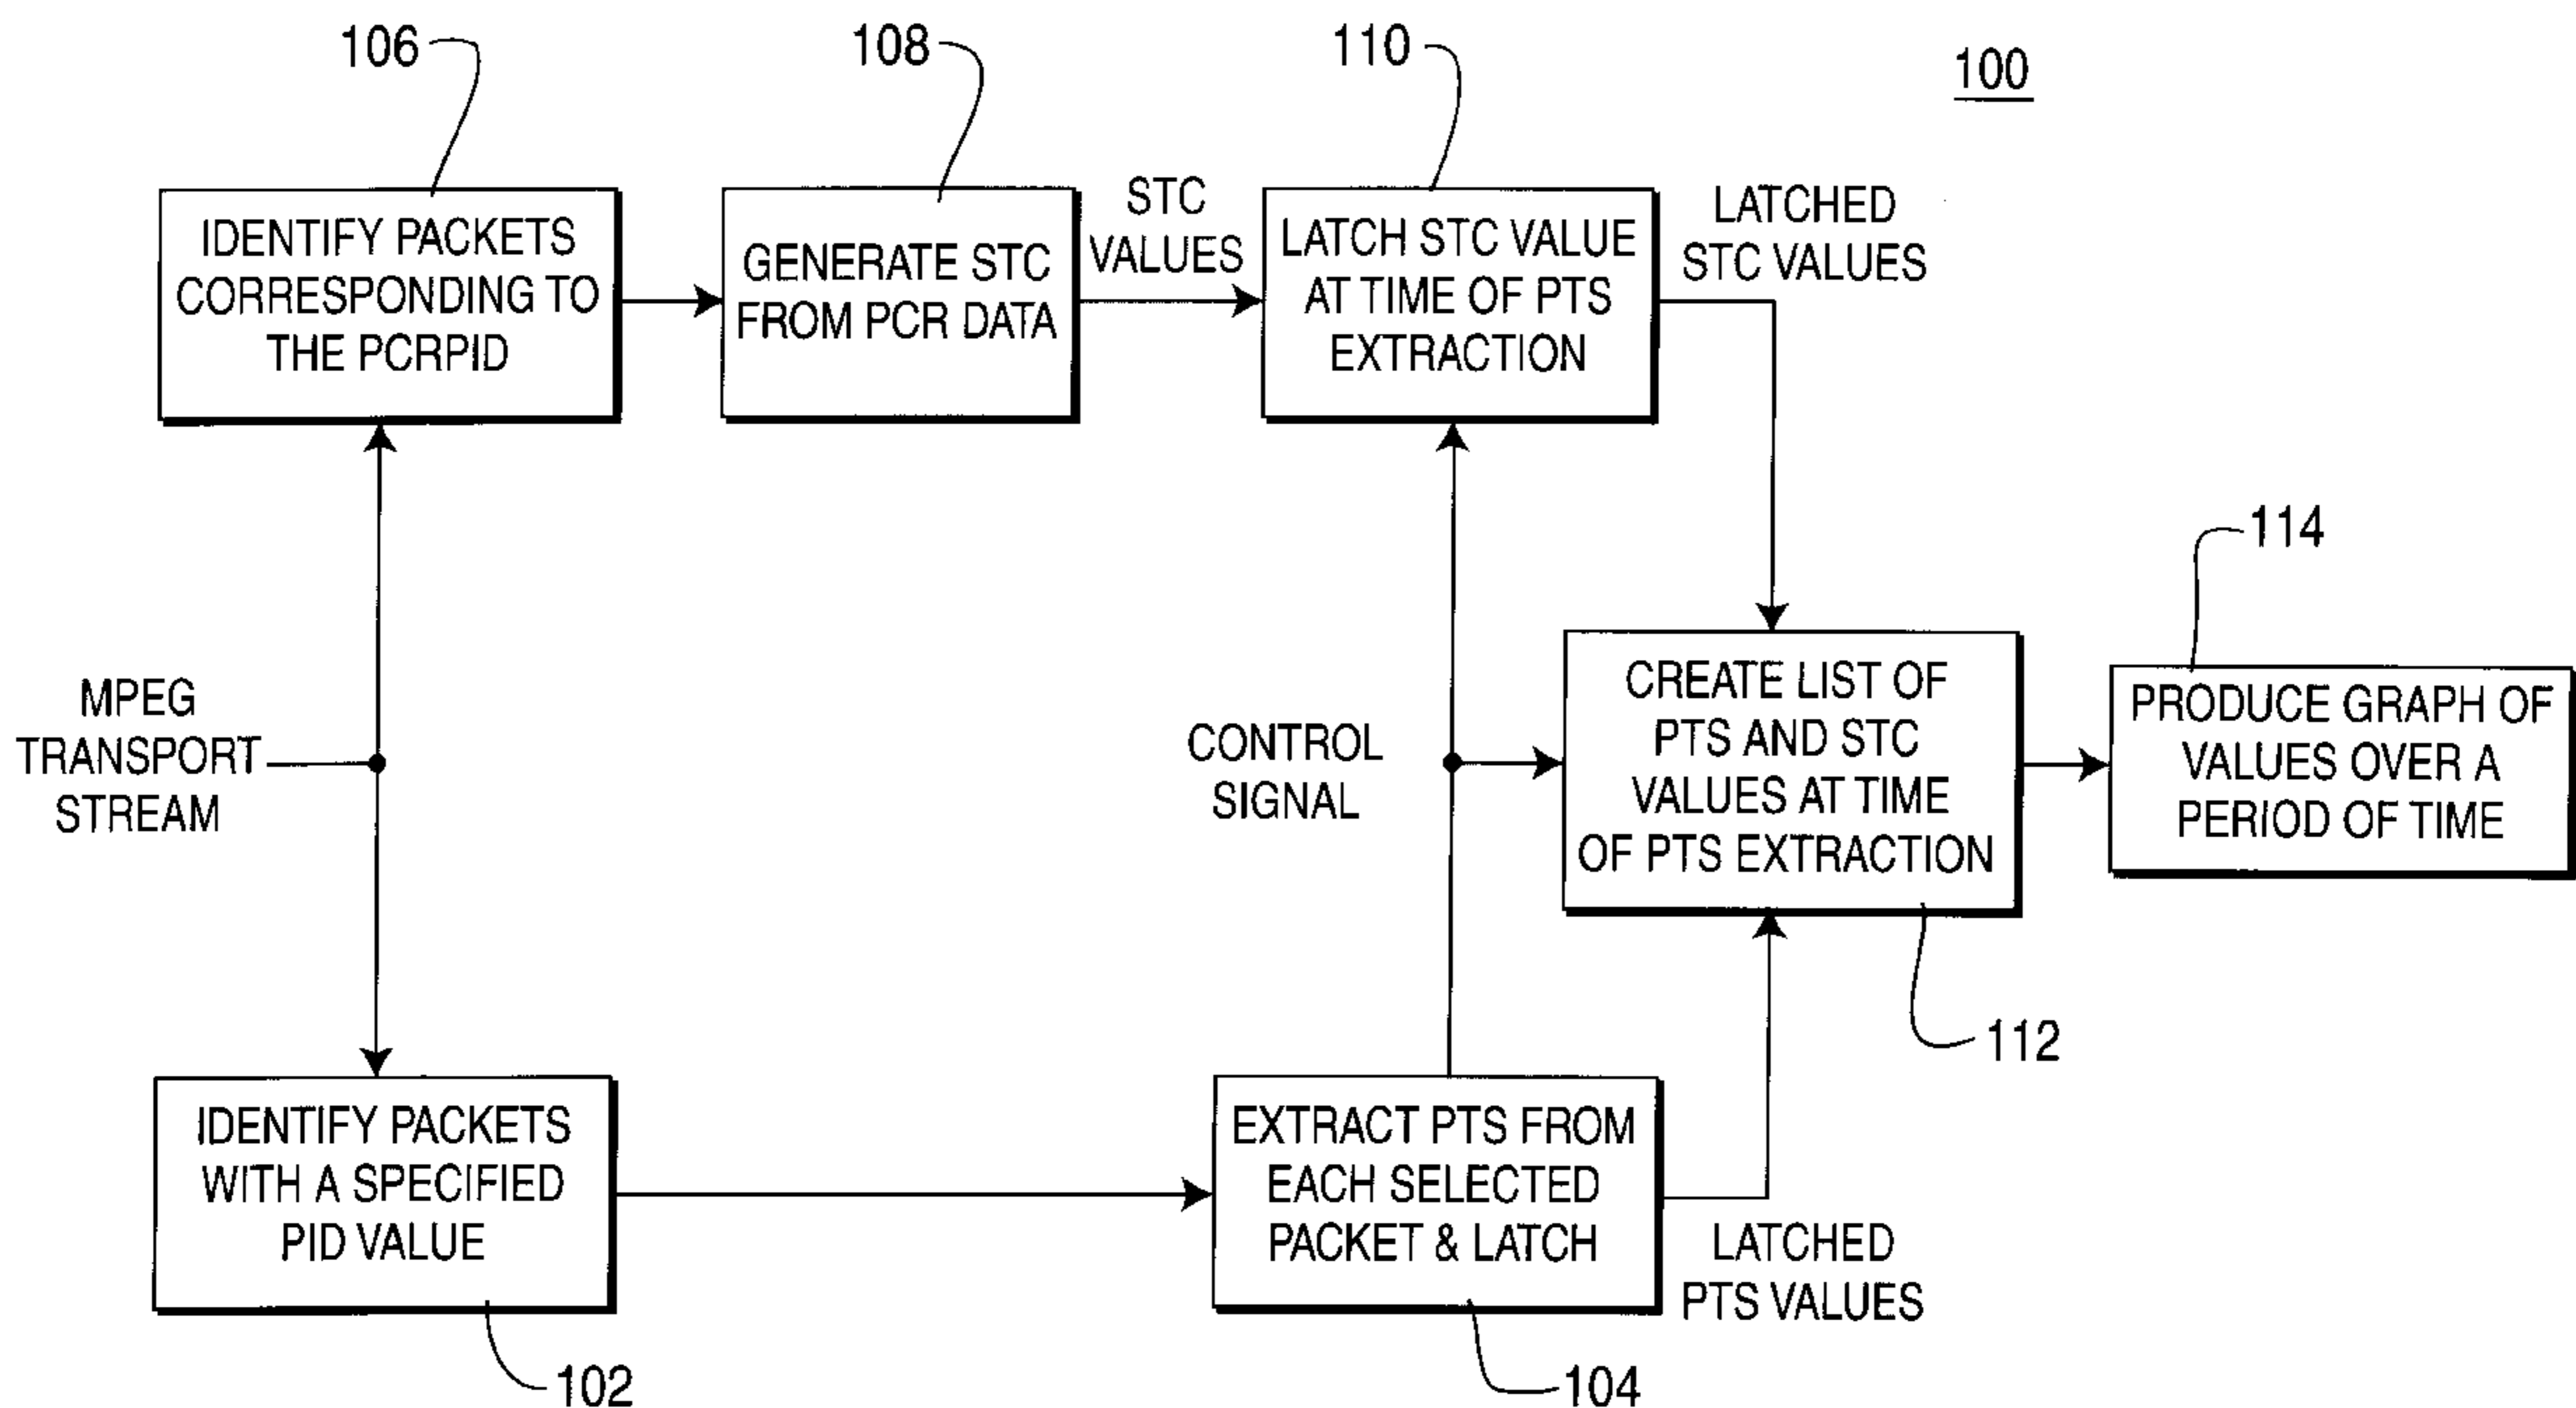 106
108
110
100
IDENTIFY PACKETS
CORRESPONDING TO
THE PCRPID
GENERATE STC
FROM PCR DATA
STC
VALUES
LATCH STC VALUE
AT TIME OF PTS
EXTRACTION
LATCHED
STC VALUES
MPEG
TRANSPORT
STREAM
CONTROL
SIGNAL
CREATE LIST OF
PTS AND STC
VALUES AT TIME
OF PTS EXTRACTION
112
114
PRODUCE GRAPH OF
VALUES OVER A
PERIOD OF TIME
IDENTIFY PACKETS
WITH A SPECIFIED
PID VALUE
102
EXTRACT PTS FROM
EACH SELECTED
PACKET & LATCH
104
LATCHED
PTS VALUES